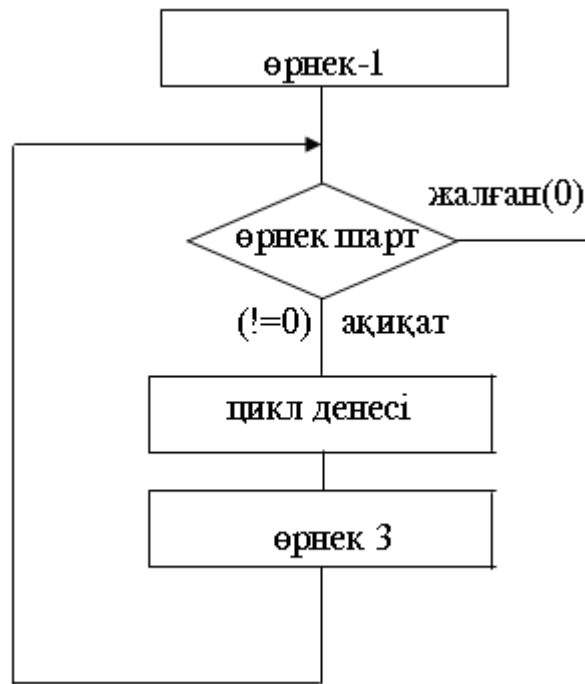 өрнек-1
жалған(0)
өрнек шарт
(!=0) ақиқат
цикл денесі
өрнек 3